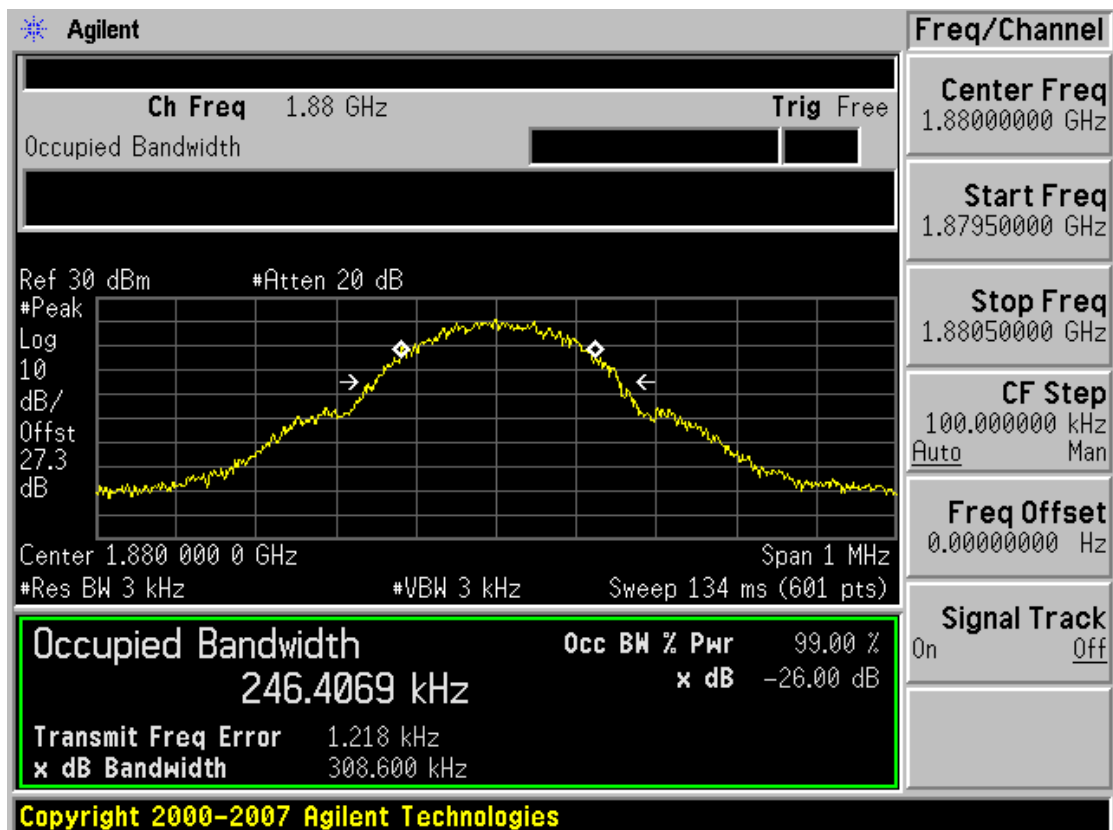 Agilent
Freq/Channel
Ch Freq 1.88 GHz Trig Free
Occupied Bandwidth
Center Freq
1.88000000 GHz
Start Freq
1.87950000 GHz
Stop Freq
1.88050000 GHz
CF Step
100.000000 kHz
Auto Man
Freq Offset
0.00000000 Hz
Signal Track
On Off
Ref 30 dBm #Atten 20 dB
#Peak
Log
10
dB/
Offst
27.3
dB
Center 1.880 000 0 GHz Span 1 MHz
#Res BW 3 kHz #VBW 3 kHz Sweep 134 ms (601 pts)
Occupied Bandwidth Occ BW % Pwr 99.00 %
246.4069 kHz x dB -26.00 dB
Transmit Freq Error 1.218 kHz
x dB Bandwidth 308.600 kHz
Copyright 2000-2007 Agilent Technologies